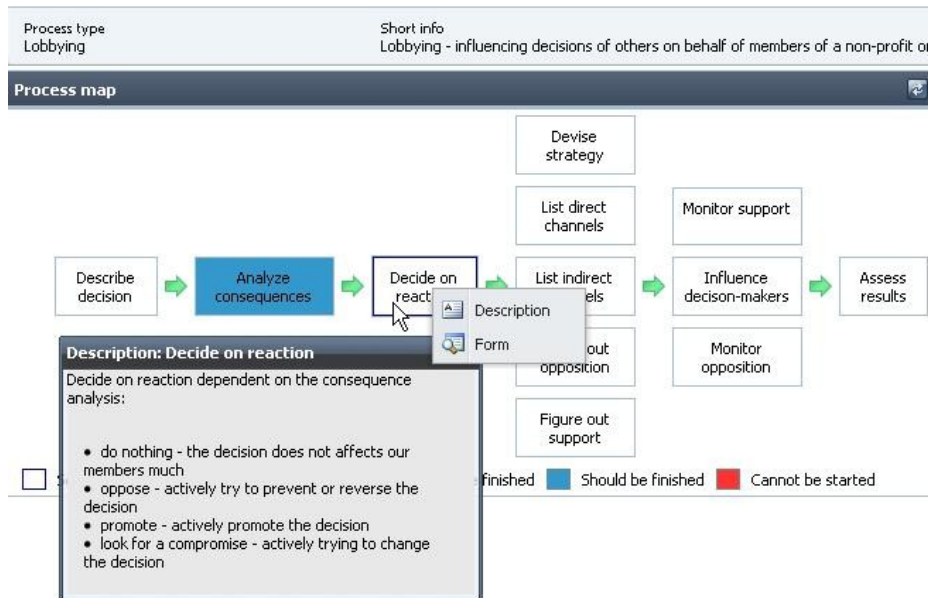 Process type
Lobbying
Short info
Lobbying - influencing decisions of others on behalf of members of a non-profit
Process map
Devise
strategy
List direct
channels
Monitor support
Describe
decision
Analyze
consequences
Decide on
List indirect
Influence
decison-makers
Assess
results
Description
Form
out
opposition
Monitor
opposition
Figure out
support
Description: Decide on reaction
Decide on reaction dependent on the consequence
analysis:
• do nothing - the decision does not affects our
members much
• oppose - actively try to prevent or reverse the
decision
• promote - actively promote the decision
• look for a compromise - actively trying to change
the decision
finished
Should be finished
Cannot be started